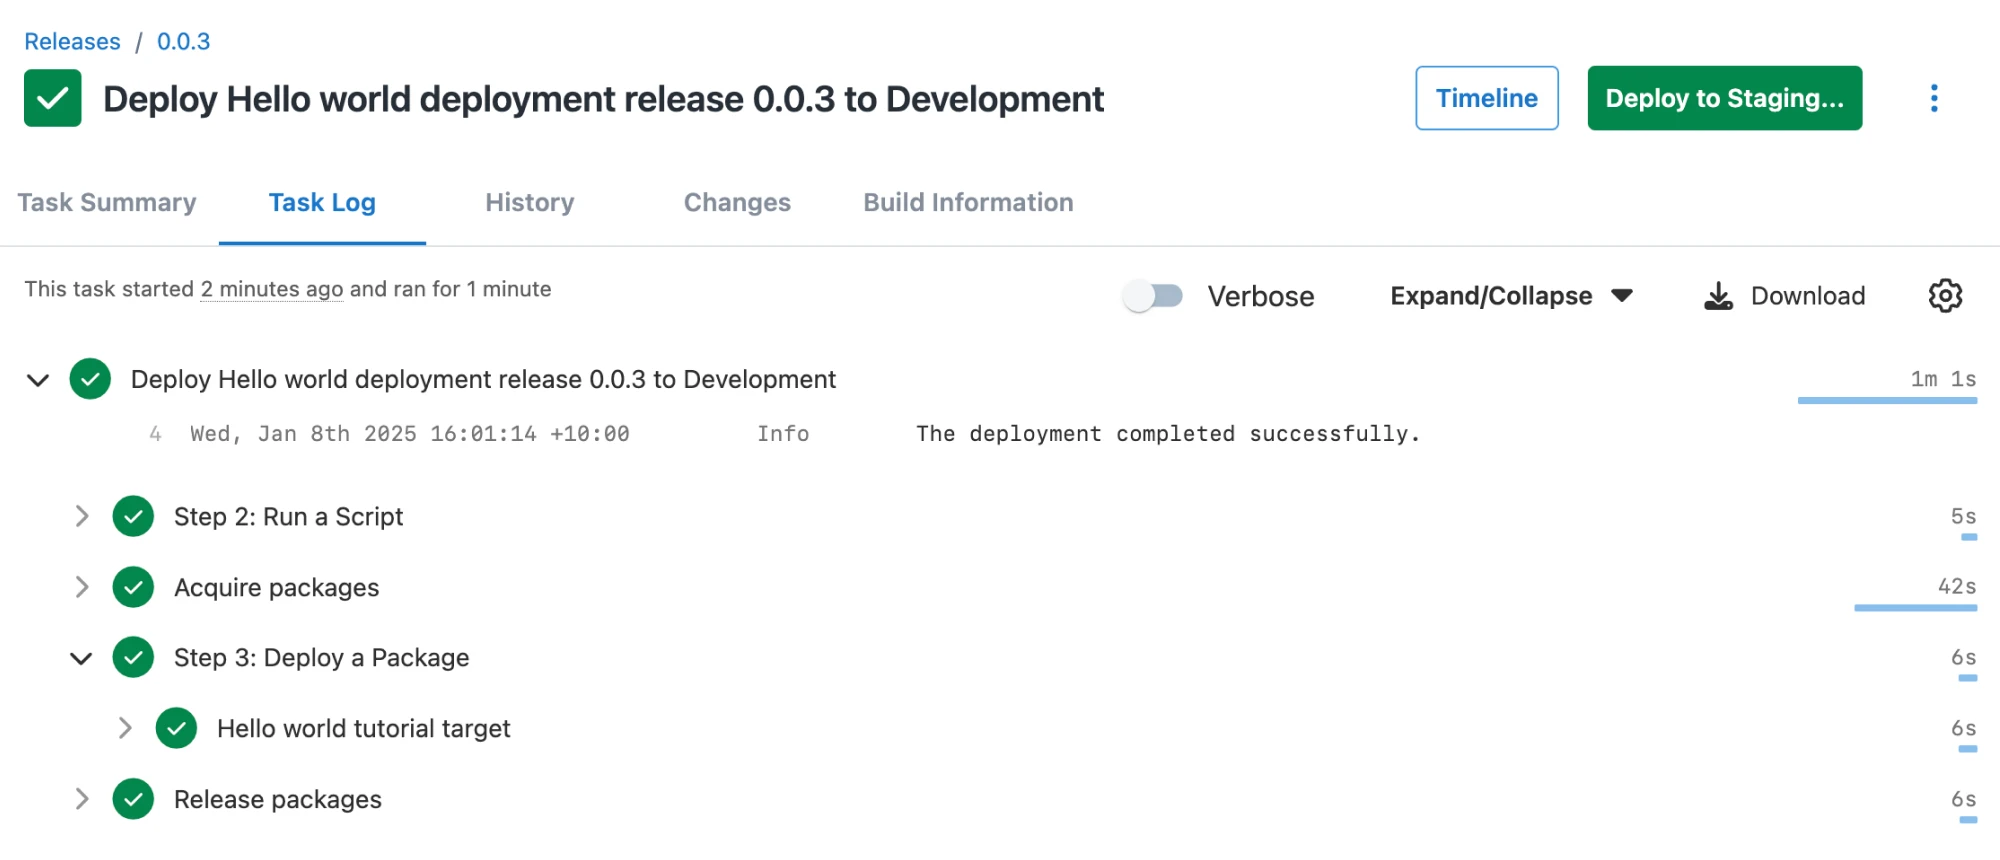 Releases / 0.0.3
Deploy Hello world deployment release 0.0.3 to Development
Timeline
Deploy to Staging...
Task Summary
Task Log
History
Changes
Build Information
This task started 2 minutes ago and ran for 1 minute
Verbose
Expand/Collapse
Download
Deploy Hello world deployment release 0.0.3 to Development
1m 1s
4 Wed, Jan 8th 2025 16:01:14 +10:00 Info The deployment completed successfully.
Step 2: Run a Script
5s
Acquire packages
42s
Step 3: Deploy a Package
6s
Hello world tutorial target
6s
Release packages
6s